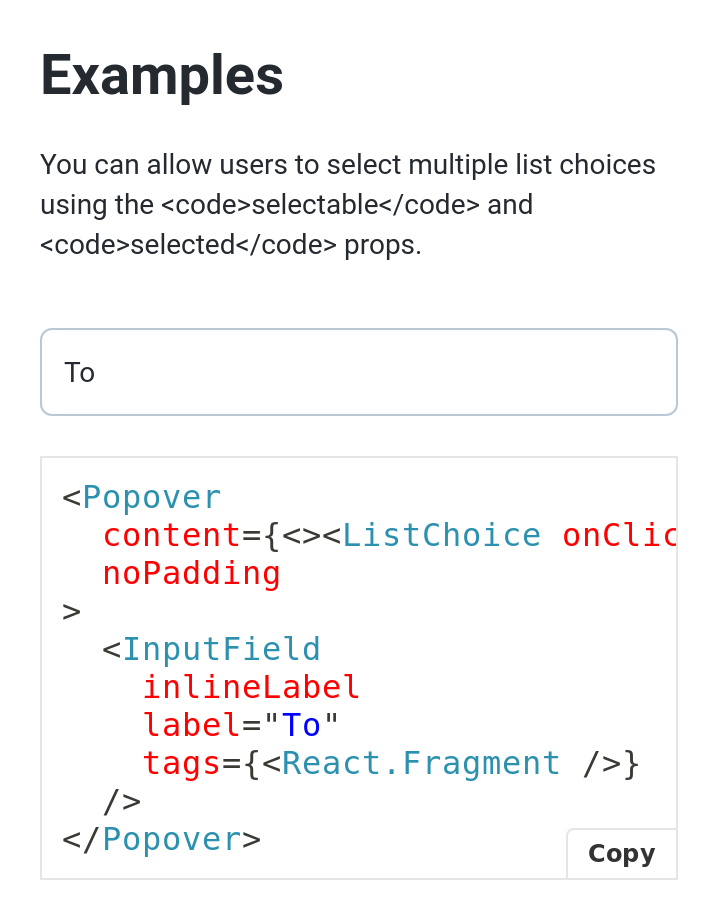 Examples
You can allow users to select multiple list choices
using the <code>selectable</code> and
<code>selected</code> props.
To
<Popover
  content={<><ListChoice onClic
  noPadding
>
  <InputField
    inlineLabel
    label="To"
    tags={<React.Fragment />}
  />
</Popover>
Copy